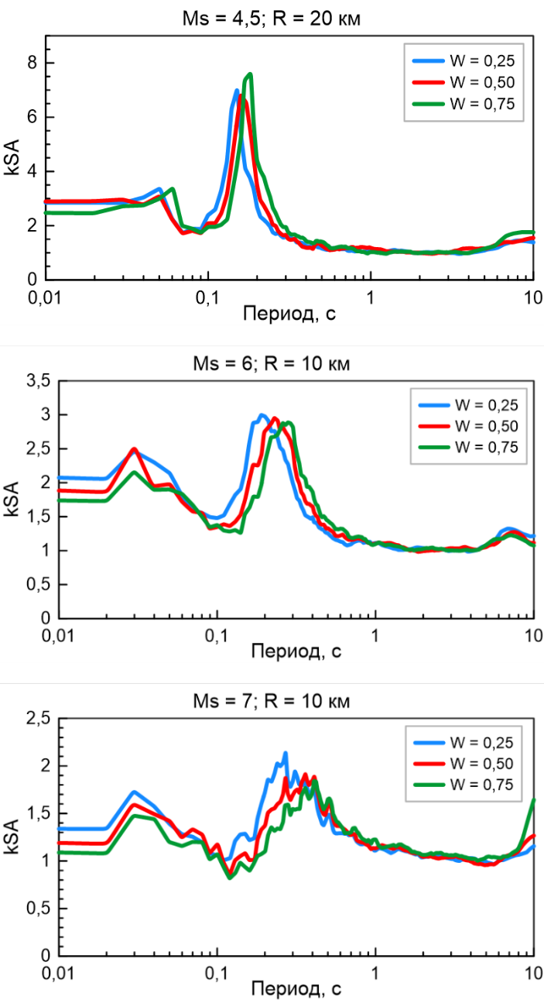 Ms = 4,5; R = 20 км
8
6
4
2
0
kSA
W = 0,25
W = 0,50
W = 0,75
0,01
0,1
1
10
Период, с
Ms = 6; R = 10 км
3,5
3
2,5
2
1,5
1
0,5
0
kSA
W = 0,25
W = 0,50
W = 0,75
0,01
0,1
1
10
Период, с
Ms = 7; R = 10 км
2,5
2
1,5
1
0,5
0
kSA
W = 0,25
W = 0,50
W = 0,75
0,01
0,1
1
10
Период, с